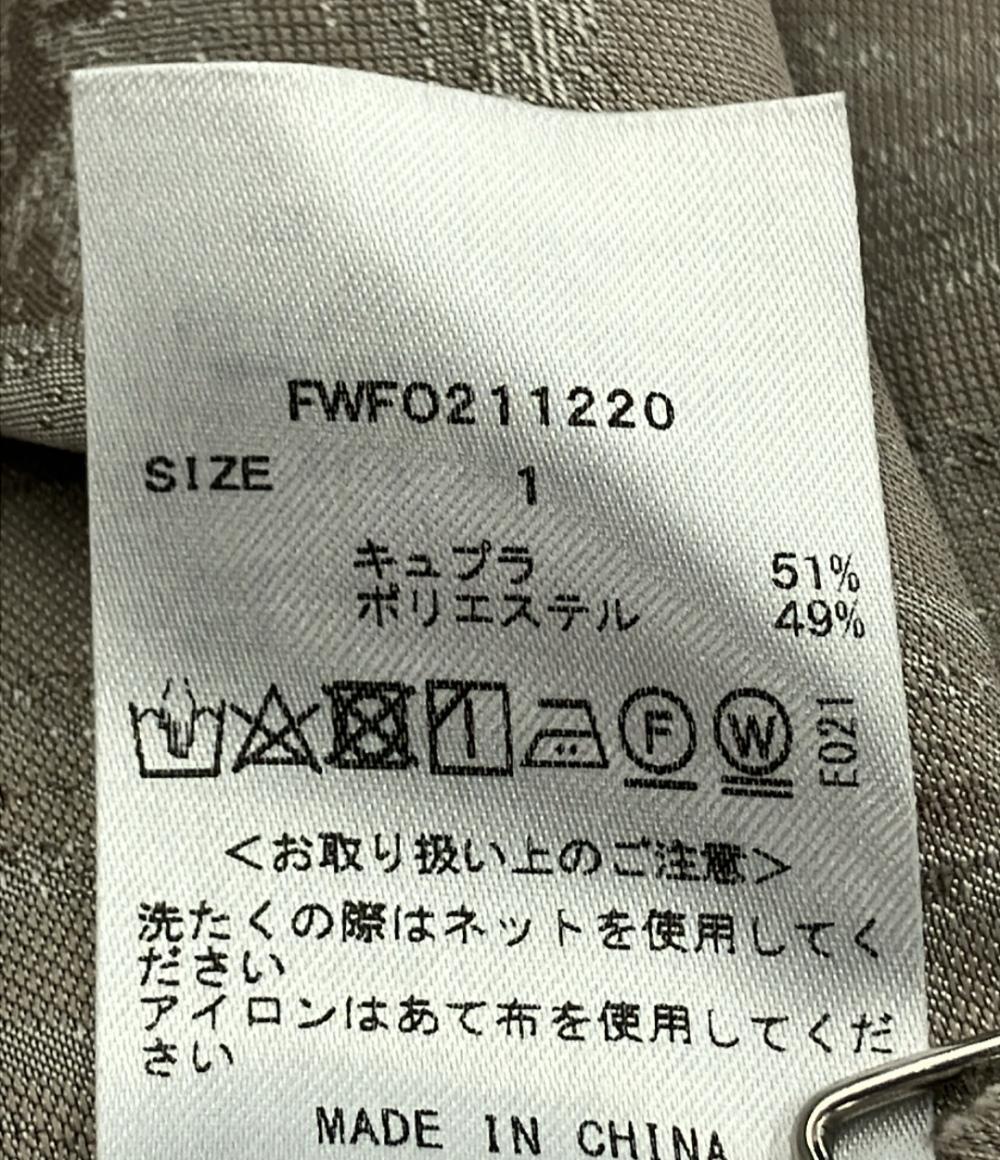 FWF0211220
SIZE 1
キュプラ 51%
ポリエステル 49%
F W E021
<お取り扱い上のご注意>
洗たくの際はネットを使用してく
ださい
アイロンはあて布を使用してくだ
さい
MADE IN CHINA